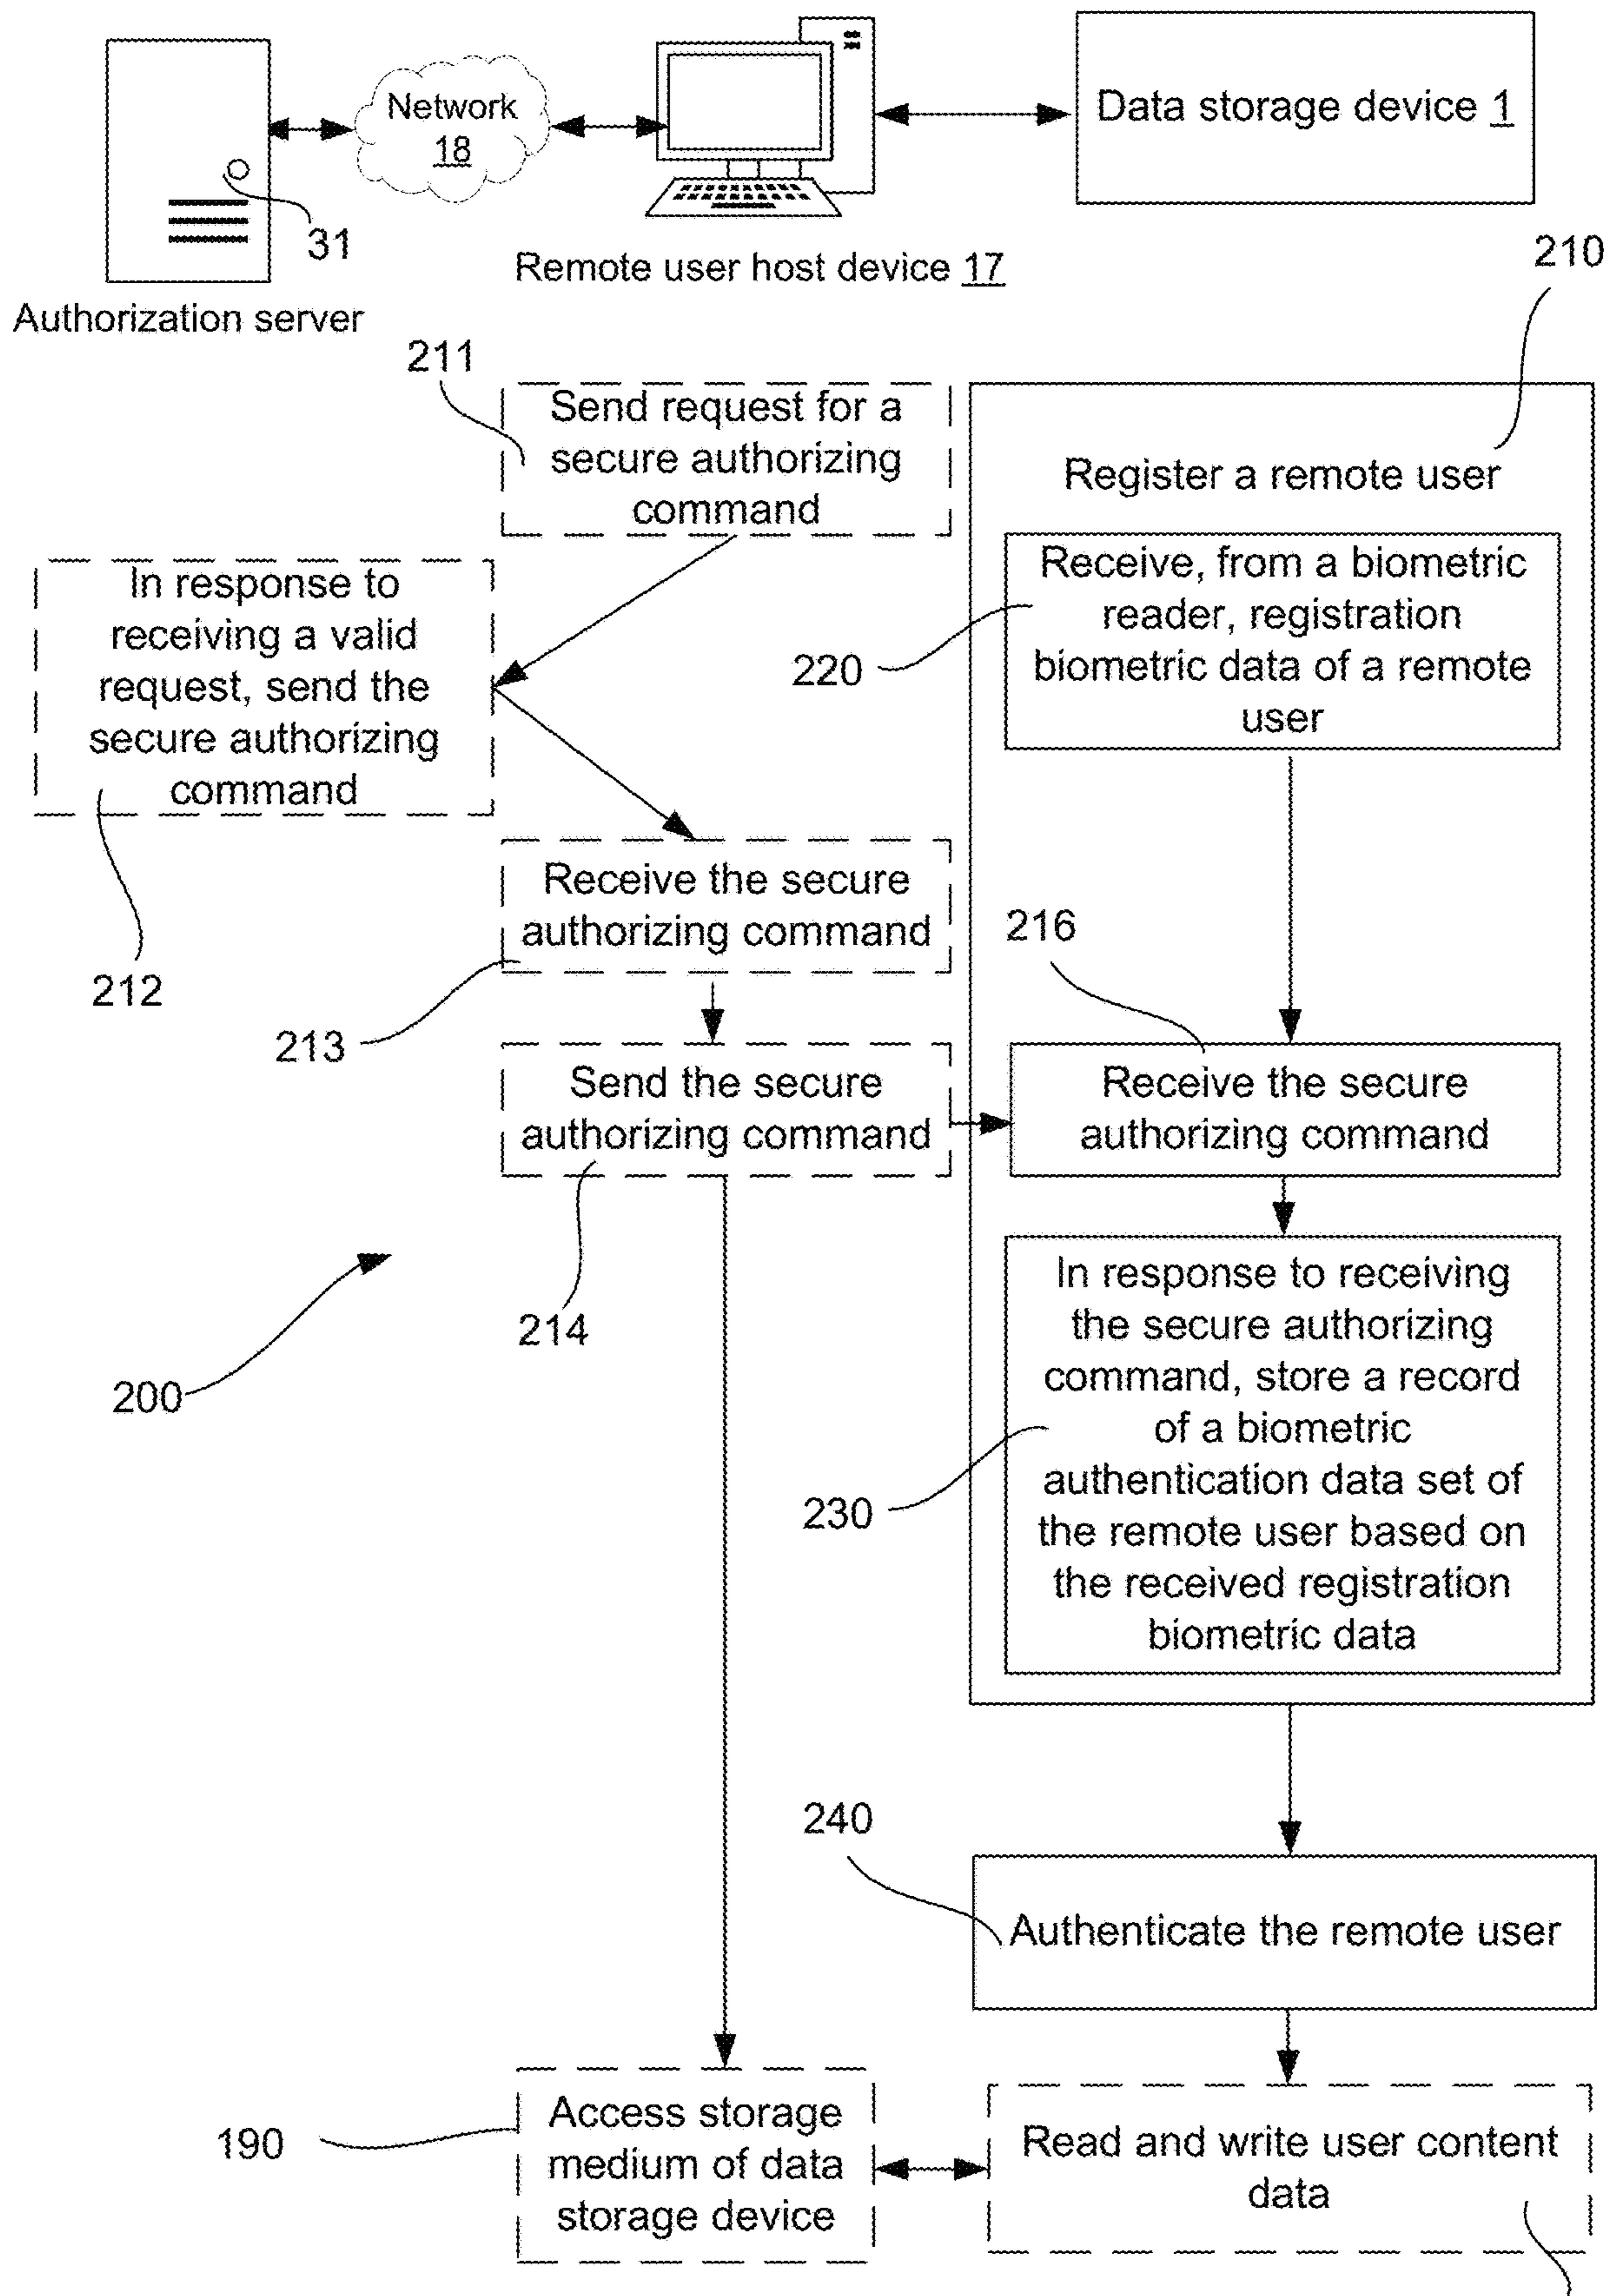 Network
18
Data storage device 1
31
Remote user host device 17
Authorization server
210
211
Send request for a
secure authorizing
command
Register a remote user
In response to
receiving a valid
request, send the
secure authorizing
command
Receive, from a biometric
reader, registration
biometric data of a remote
user
220
Receive the secure
authorizing command
212
213
216
Send the secure
authorizing command
Receive the secure
authorizing command
214
200
In response to receiving
the secure authorizing
command, store a record
of a biometric
authentication data set of
the remote user based on
the received registration
biometric data
230
240
Authenticate the remote user
190
Access storage
medium of data
storage device
Read and write user content
data